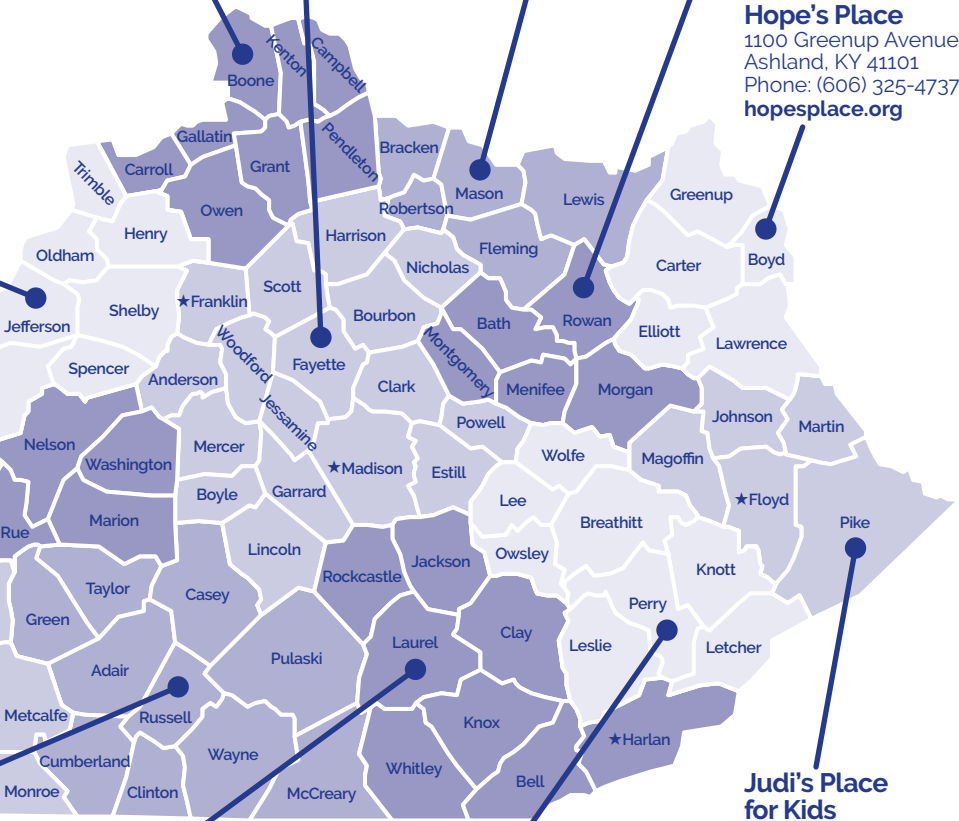 Hope’s Place
1100 Greenup Avenue
Ashland, KY 41101
Phone: (606) 325-4737
hopesplace.org
Kenton
Campbell
Boone
Gallatin
Pendleton
Bracken
Carroll
Grant
Trimble
Mason
Greenup
Robertson
Lewis
Owen
Henry
Harrison
Fleming
Oldham
Boyd
Nicholas
Carter
Scott
★Franklin
Shelby
Bourbon
Jefferson
Bath
Rowan
Elliott
Lawrence
Woodford
Montgomery
Spencer
Fayette
Anderson
Clark
Menifee
Morgan
Jessamine
Johnson
Powell
Martin
Nelson
Mercer
Washington
Wolfe
Magoffin
★Madison
Estill
Boyle
Garrard
Lee
★Floyd
Marion
Breathitt
Pike
Rue
Lincoln
Owsley
Jackson
Rockcastle
Knott
Taylor
Casey
Perry
Green
Clay
Laurel
Leslie
Letcher
Pulaski
Adair
Metcalfe
Russell
Knox
★Harlan
Wayne
Cumberland
Whitley
Bell
Monroe
Clinton
McCreary
Judi’s Place
for Kids